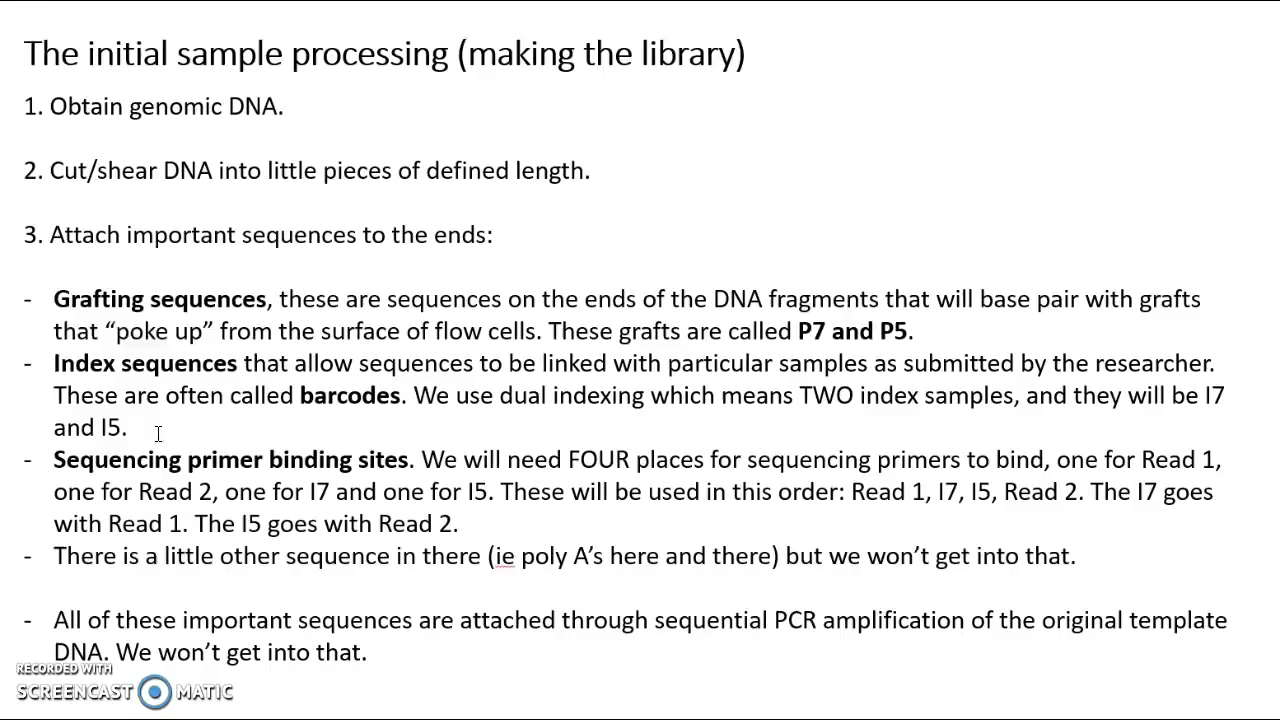 The initial sample processing (making the library)
1. Obtain genomic DNA.
2. Cut/shear DNA into little pieces of defined length.
3. Attach important sequences to the ends:
- Grafting sequences, these are sequences on the ends of the DNA fragments that will base pair with grafts
that “poke up” from the surface of flow cells. These grafts are called P7 and P5.
- Index sequences that allow sequences to be linked with particular samples as submitted by the researcher.
These are often called barcodes. We use dual indexing which means TWO index samples, and they will be I7
and I5.
- Sequencing primer binding sites. We will need FOUR places for sequencing primers to bind, one for Read 1,
one for Read 2, one for I7 and one for I5. These will be used in this order: Read 1, I7, I5, Read 2. The I7 goes
with Read 1. The I5 goes with Read 2.
- There is a little other sequence in there (ie poly A’s here and there) but we won’t get into that.
- All of these important sequences are attached through sequential PCR amplification of the original template
DNA. We won’t get into that.
RECORDED WITH
SCREENCAST MATIC